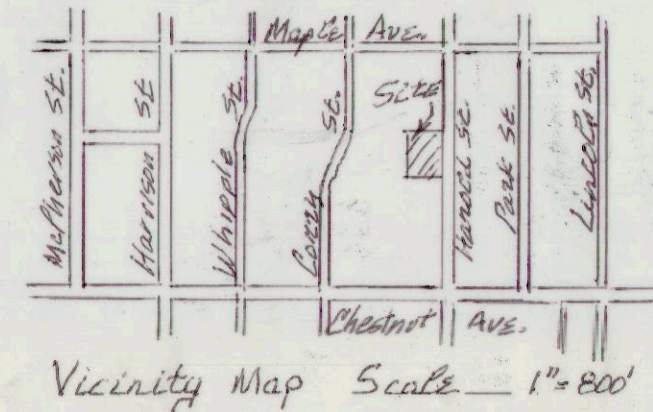 Maple Ave.
Site
McPherson St.
Harrison St
Whipple St.
St.
Harold St.
Park St.
Lincoln St.
Chestnut Ave.
Vicinity Map Scale 1"=800'